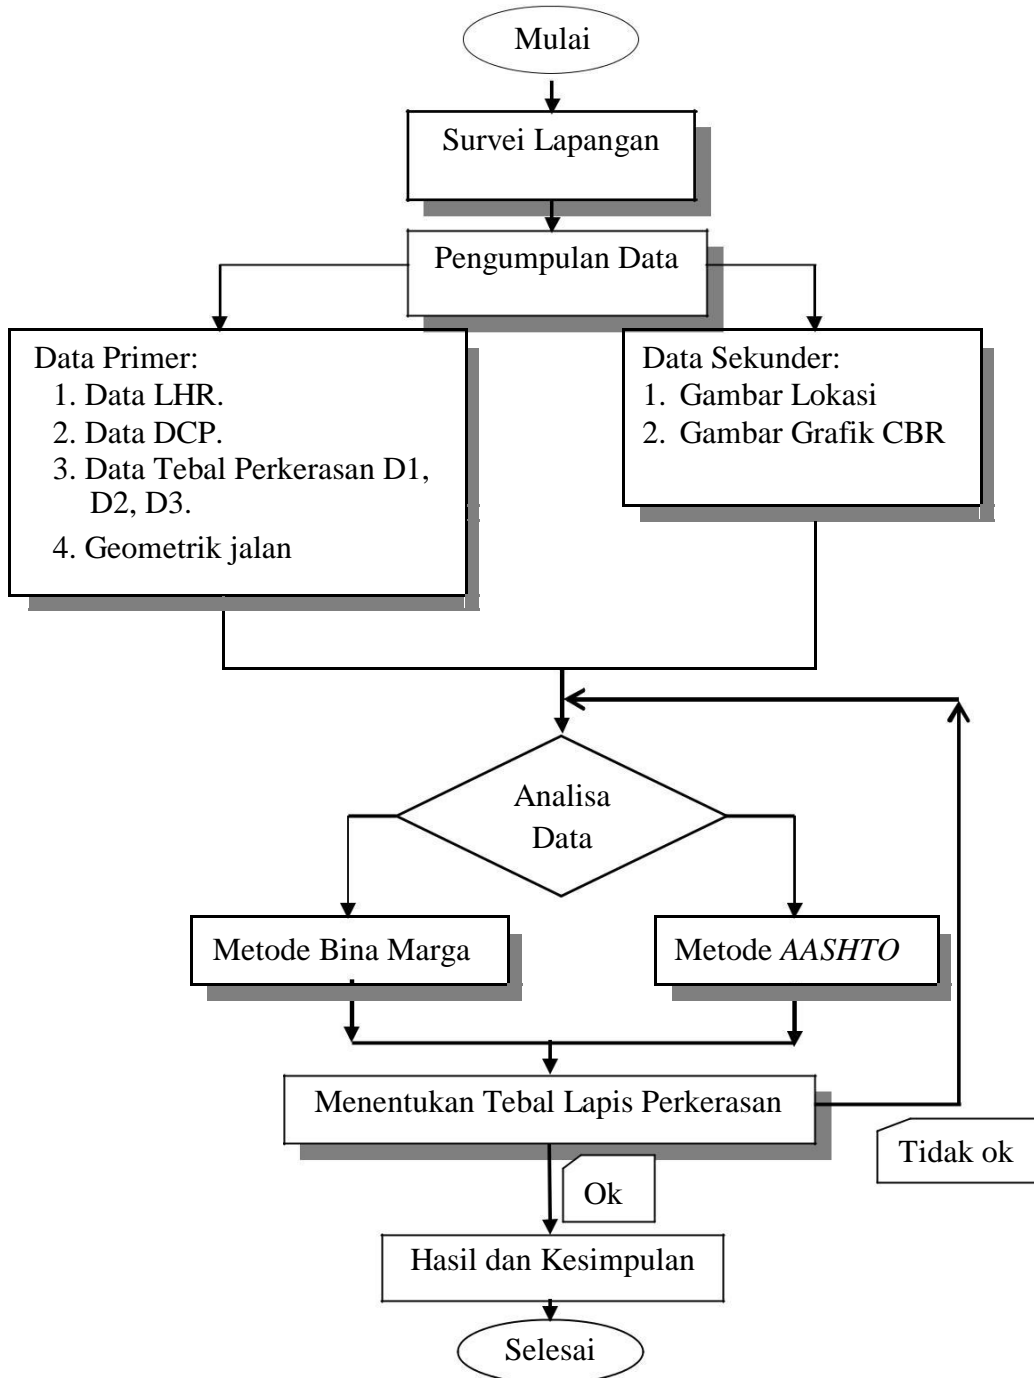 Mulai
Survei Lapangan
Pengumpulan Data
Data Primer:
1. Data LHR.
2. Data DCP.
3. Data Tebal Perkerasan D1,
D2, D3.
4. Geometrik jalan
Data Sekunder:
1. Gambar Lokasi
2. Gambar Grafik CBR
Analisa
Data
Metode Bina Marga
Metode AASHTO
Menentukan Tebal Lapis Perkerasan
Tidak ok
Ok
Hasil dan Kesimpulan
Selesai